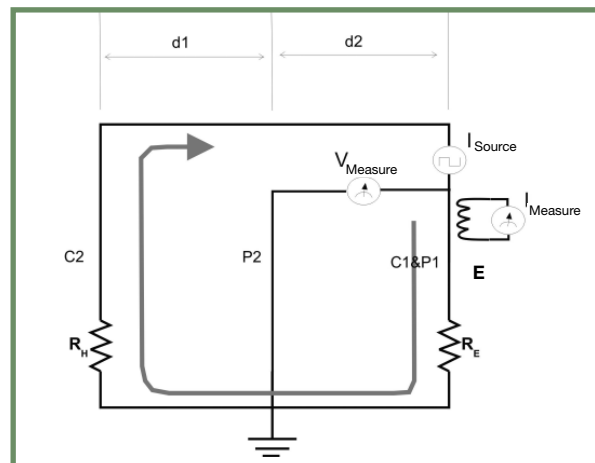 d1
d2
I Source
V Measure
I Measure
C2
P2
C1&P1
E
R H
R E